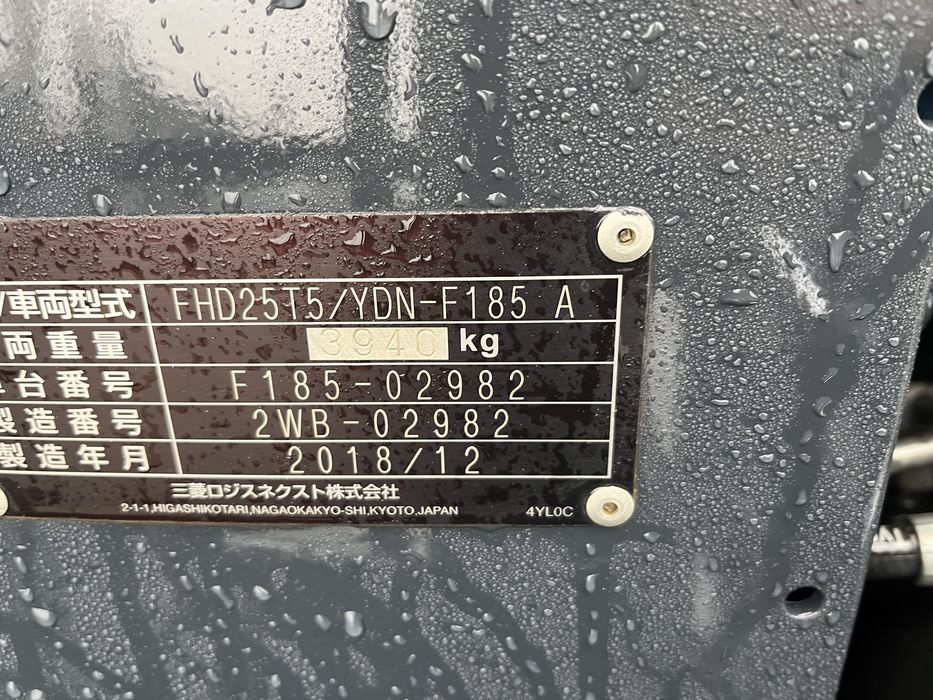 /車両型式 FHD25T5/YDN-F185 A
両重量 3940 kg
台番号 F185-02982
製造番号 2WB-02982
製造年月 2018/12
三菱ロジスネクスト株式会社
2-1-1,HIGASHIKOTARI,NAGAOKAKYO-SHI,KYOTO,JAPAN 4YL0C